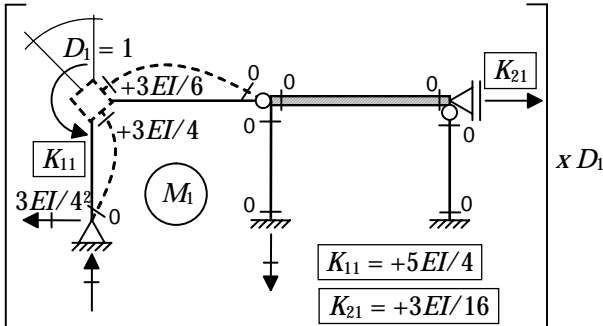 D₁ = 1
0
+3EI/6
0
0
K₂₁
+3EI/4
0
0
K₁₁
3EI/4²
0
M₁
0
0
x D₁
K₁₁ = +5EI/4
K₂₁ = +3EI/16